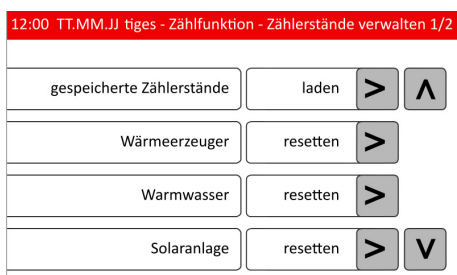 12:00 TT.MM.JJ tiges - Zählfunktion - Zählerstände verwalten 1/2
gespeicherte Zählerstände laden > ʌ
Wärmeerzeuger resetten >
Warmwasser resetten >
Solaranlage resetten > v